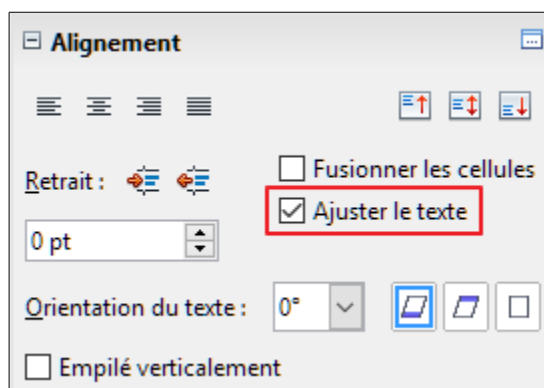 Alignement
Retrait :
Fusionner les cellules
Ajuster le texte
0 pt
Orientation du texte :
0°
Empilé verticalement